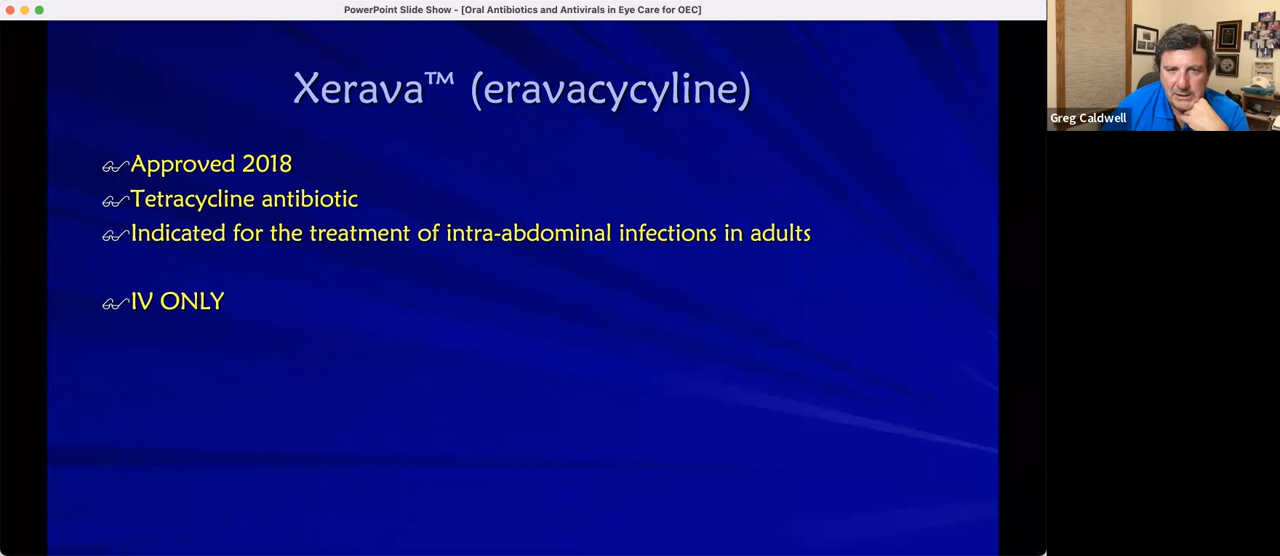 PowerPoint Slide Show - [Oral Antibiotics and Antivirals in Eye Care for OEC]
Xerava™ (eravacycyline)
Approved 2018
Tetracycline antibiotic
Indicated for the treatment of intra-abdominal infections in adults
IV ONLY
Greg Caldwell